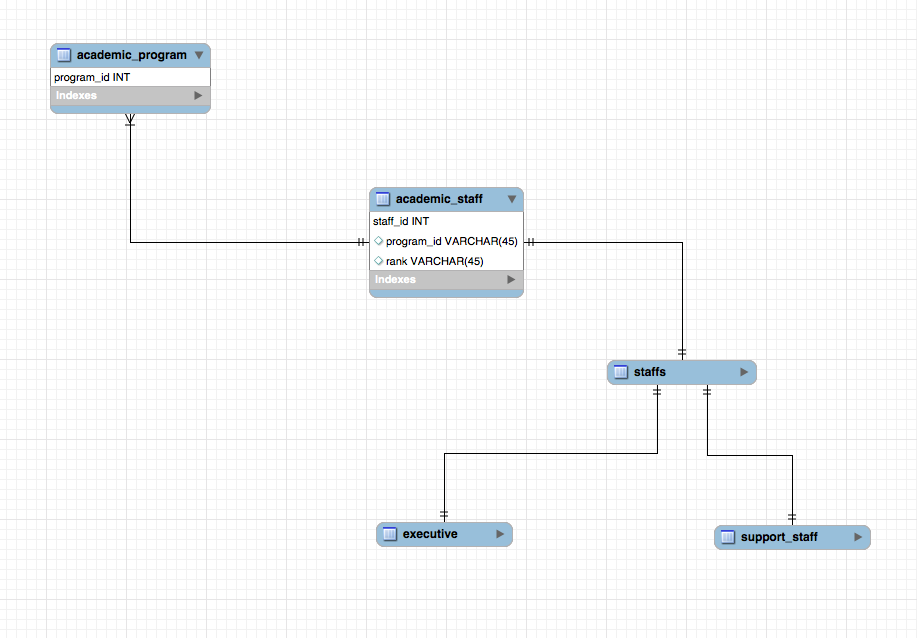 academic_program
program_id INT
Indexes
academic_staff
staff_id INT
program_id VARCHAR(45)
rank VARCHAR(45)
Indexes
staffs
executive
support_staff